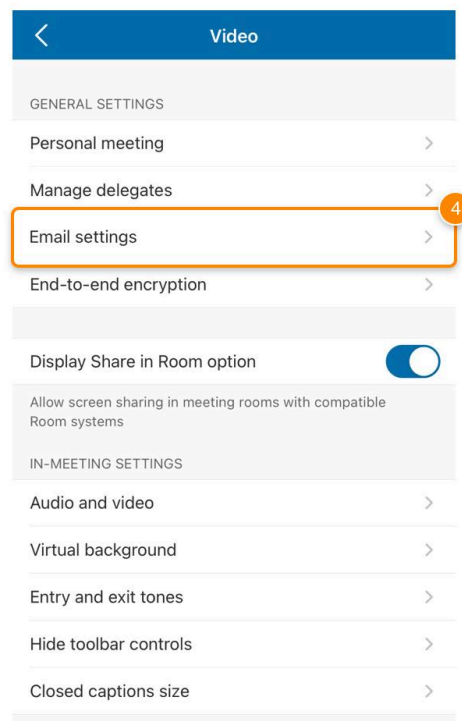 Video
GENERAL SETTINGS
Personal meeting
Manage delegates
4
Email settings
End-to-end encryption
Display Share in Room option
Allow screen sharing in meeting rooms with compatible
Room systems
IN-MEETING SETTINGS
Audio and video
Virtual background
Entry and exit tones
Hide toolbar controls
Closed captions size